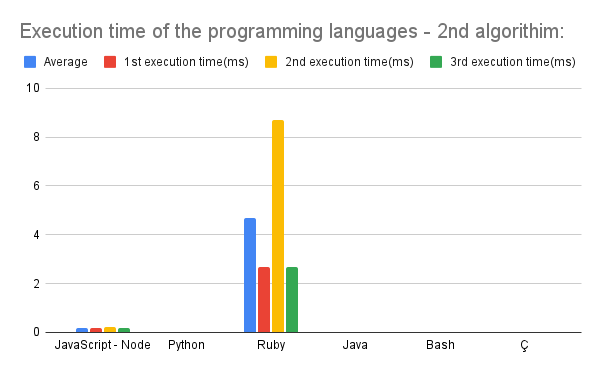 Execution time of the programming languages - 2nd algorithim:
Average 1st execution time(ms) 2nd execution time(ms) 3rd execution time(ms)
10
8
6
4
2
0
JavaScript - Node Python Ruby Java Bash Ç